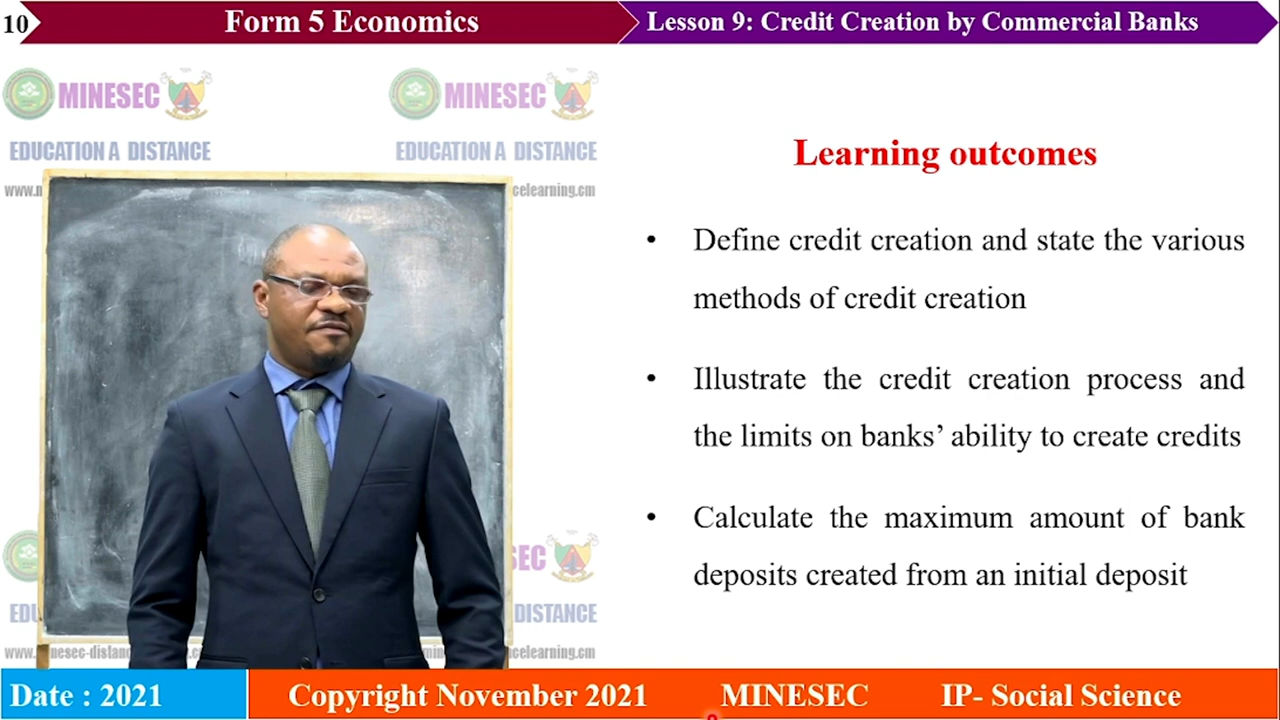 10
Form 5 Economics
Lesson 9: Credit Creation by Commercial Banks
MINESEC
MINESEC
EDUCATION A DISTANCE
EDUCATION A DISTANCE
Learning outcomes
• Define credit creation and state the various
methods of credit creation
• Illustrate the credit creation process and
the limits on banks' ability to create credits
• Calculate the maximum amount of bank
deposits created from an initial deposit
Date : 2021
Copyright November 2021
MINESEC
IP- Social Science